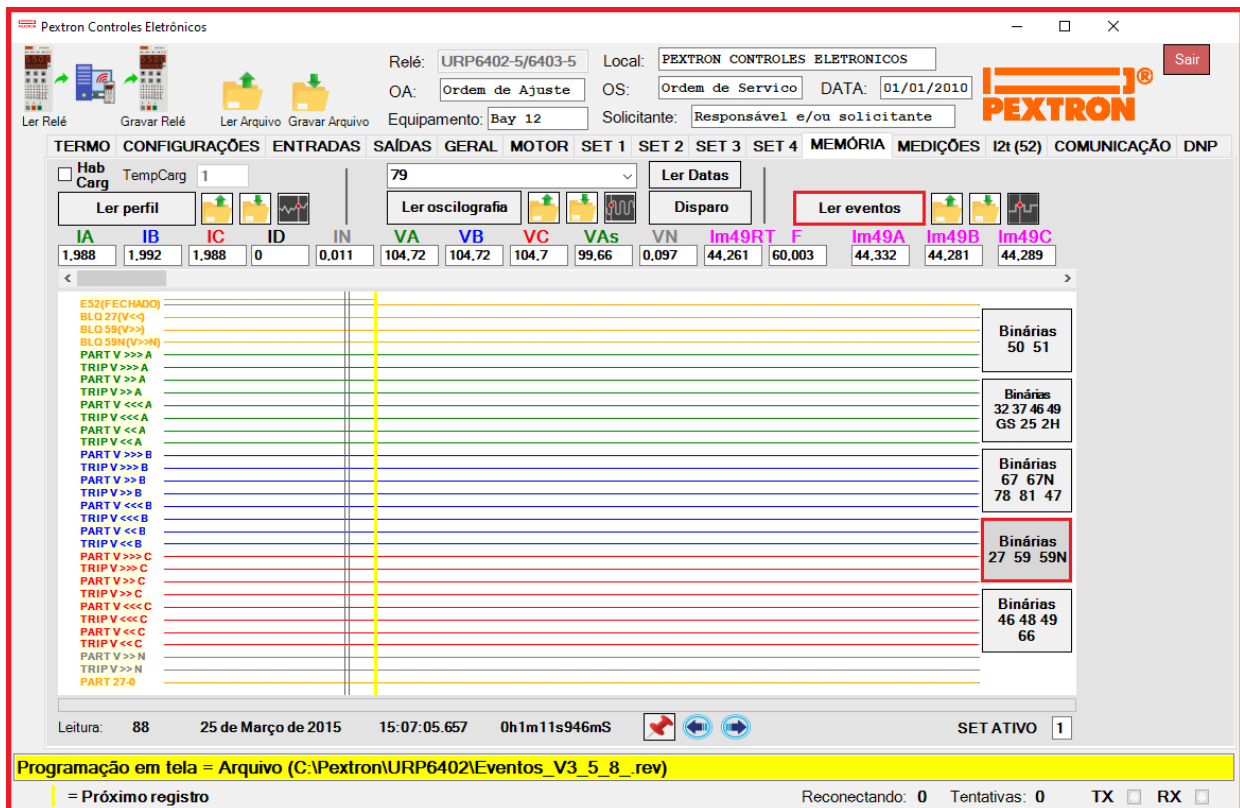 PEXTRON Pextron Controles Eletrônicos
Relé: URP6402-5/6403-5 Local: PEXTRON CONTROLES ELETRONICOS Sair
OA: Ordem de Ajuste OS: Ordem de Servico DATA: 01/01/2010
Equipamento: Bay 12 Solicitante: Responsável e/ou solicitante
PEXTRON®
Ler Relé Gravar Relé Ler Arquivo Gravar Arquivo
TERMO CONFIGURAÇÕES ENTRADAS SAÍDAS GERAL MOTOR SET 1 SET 2 SET 3 SET 4 MEMÓRIA MEDIÇÕES I2t (52) COMUNICAÇÃO DNP
Hab Carg TempCarg 1 79 Ler Datas
Ler perfil Ler oscilografia Disparo Ler eventos
IA IB IC ID IN VA VB VC VAs VN Im49RT F Im49A Im49B Im49C
1,988 1,992 1,988 0 0,011 104,72 104,72 104,7 99,66 0,097 44,261 60,003 44,332 44,281 44,289
E52(FECHADO)
BLQ 27(V<<)
BLQ 59(V>>)
BLQ 59N(V>>N)
PART V >>> A
TRIP V >>> A
PART V >> A
TRIP V >> A
PART V <<< A
TRIP V <<< A
PART V << A
TRIP V << A
PART V >>> B
TRIP V >>> B
PART V >> B
TRIP V >> B
PART V <<< B
TRIP V <<< B
PART V << B
TRIP V << B
PART V >>> C
TRIP V >>> C
PART V >> C
TRIP V >> C
PART V <<< C
TRIP V <<< C
PART V << C
TRIP V << C
PART V >> N
TRIP V >> N
PART 27-0
Binárias
50 51
Binárias
32 37 46 49
GS 25 2H
Binárias
67 67N
78 81 47
Binárias
27 59 59N
Binárias
46 48 49
66
Leitura: 88 25 de Março de 2015 15:07:05.657 0h1m11s946mS SET ATIVO 1
Programação em tela = Arquivo (C:\Pextron\URP6402\Eventos_V3_5_8_.rev)
= Próximo registro Reconectando: 0 Tentativas: 0 TX RX